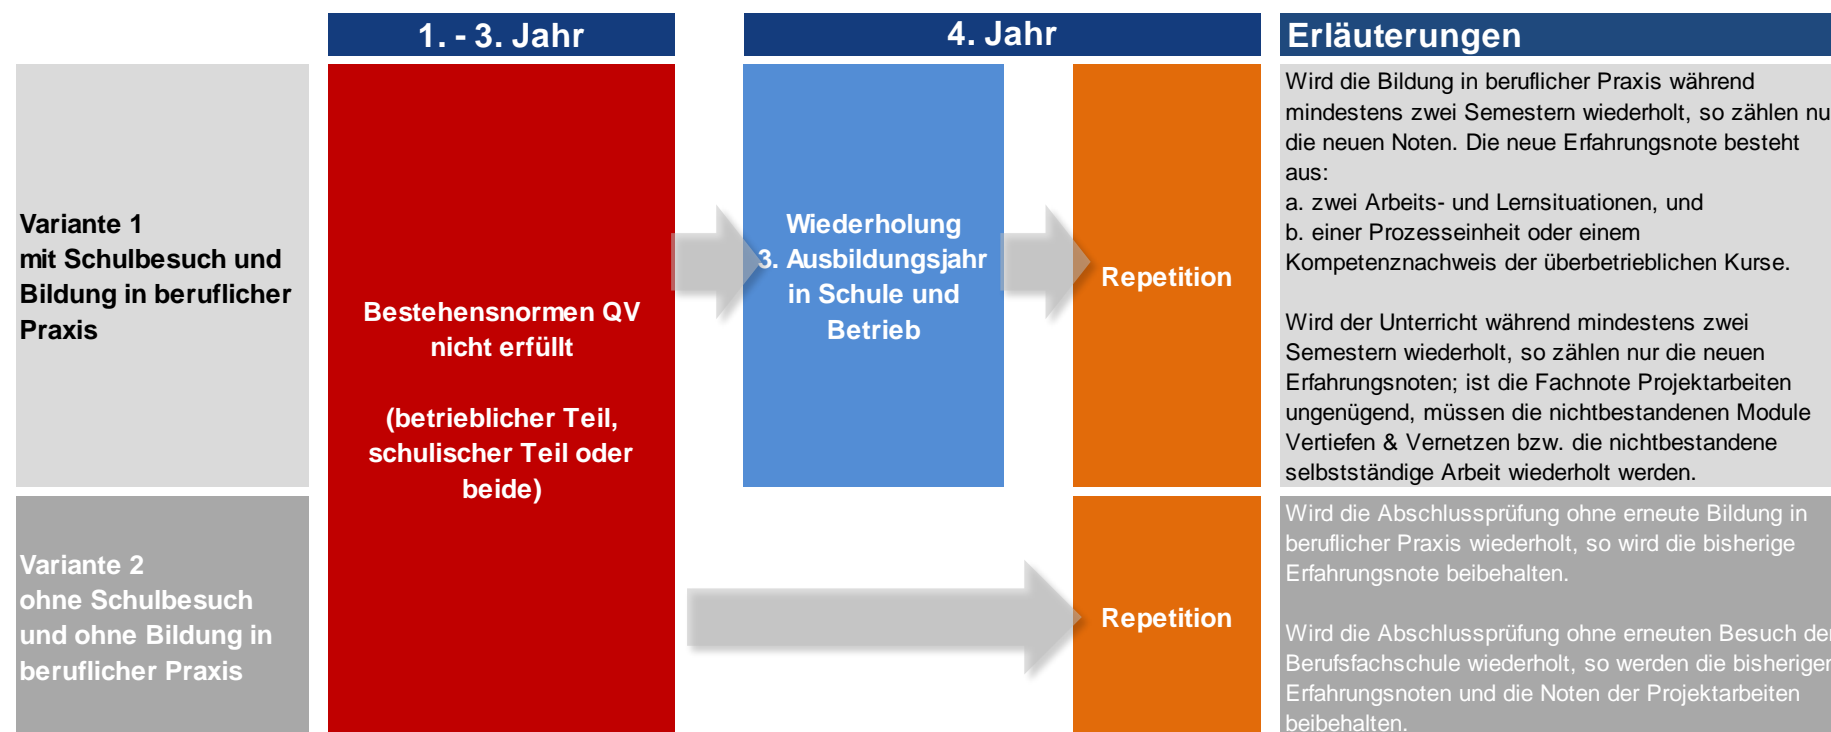 1. - 3. Jahr
4. Jahr
Erläuterungen
Variante 1
mit Schulbesuch und
Bildung in beruflicher
Praxis
Bestehensnormen QV
nicht erfüllt
(betrieblicher Teil,
schulischer Teil oder
beide)
Wiederholung
3. Ausbildungsjahr
in Schule und
Betrieb
Repetition
Wird die Bildung in beruflicher Praxis während
mindestens zwei Semestern wiederholt, so zählen nu
die neuen Noten. Die neue Erfahrungsnote besteht
aus:
a. zwei Arbeits- und Lernsituationen, und
b. einer Prozesseinheit oder einem
Kompetenznachweis der überbetrieblichen Kurse.
Wird der Unterricht während mindestens zwei
Semestern wiederholt, so zählen nur die neuen
Erfahrungsnoten; ist die Fachnote Projektarbeiten
ungenügend, müssen die nichtbestandenen Module
Vertiefen & Vernetzen bzw. die nichtbestandene
selbstständige Arbeit wiederholt werden.
Variante 2
ohne Schulbesuch
und ohne Bildung in
beruflicher Praxis
Repetition
Wird die Abschlussprüfung ohne erneute Bildung in
beruflicher Praxis wiederholt, so wird die bisherige
Erfahrungsnote beibehalten.
Wird die Abschlussprüfung ohne erneuten Besuch der
Berufsfachschule wiederholt, so werden die bisherigen
Erfahrungsnoten und die Noten der Projektarbeiten
beibehalten.